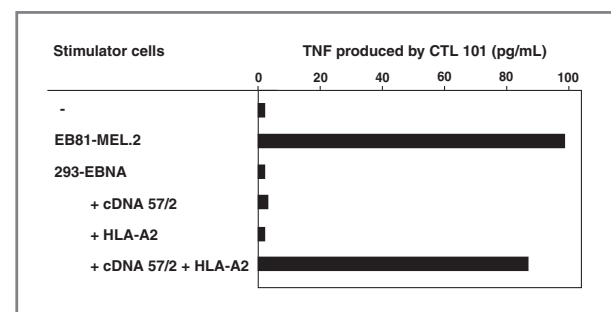 Stimulator cells TNF produced by CTL 101 (pg/mL)
0 20 40 60 80 100
-
EB81-MEL.2
293-EBNA
+ cDNA 57/2
+ HLA-A2
+ cDNA 57/2 + HLA-A2